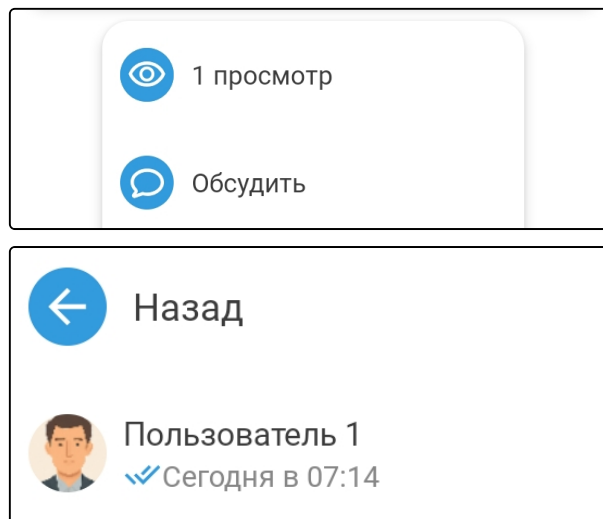 1 просмотр
Обсудить
Назад
Пользователь 1
Сегодня в 07:14